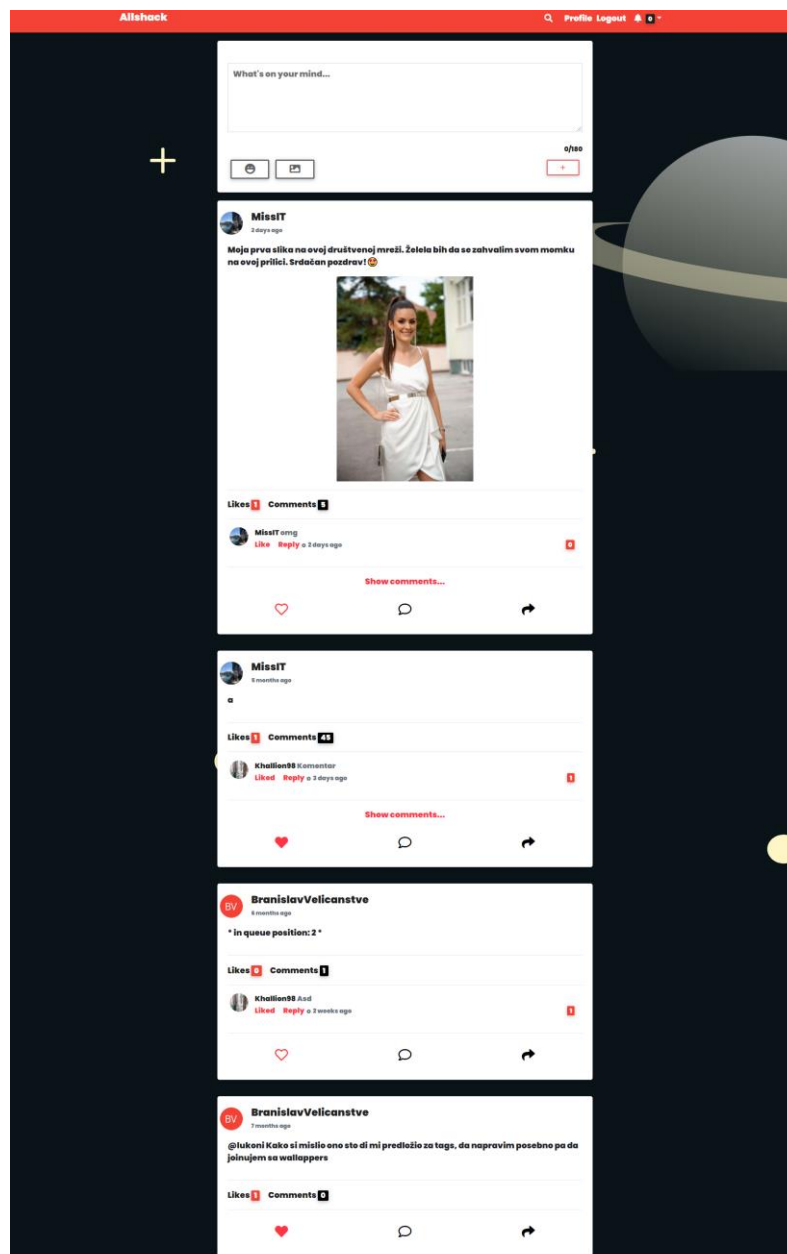 Allshack
Profile Logout 0
What's on your mind...
0/180
+
MissIT
2 days ago
Moja prva slika na ovoj društvenoj mreži. Želela bih da se zahvalim svom momku
na ovoj prilici. Srdačan pozdrav!
Likes 1 Comments 5
MissIT omg
Like Reply 2 days ago
0
Show comments...
MissIT
months ago
a
Likes 1 Comments 45
Khallion98 Komentar
Liked Reply days ago
1
Show comments...
BV
BranislavVelicanstve
6 months ago
* in queue position: 2 *
Likes 0 Comments 1
Khallion98 Asd
Liked Reply weeks ago
1
BV
BranislavVelicanstve
7 months ago
@lukoni Kako si mislio ono sto di mi predložio za tags, da napravim posebno pa da
joinujem sa wallappers
Likes 1 Comments 0